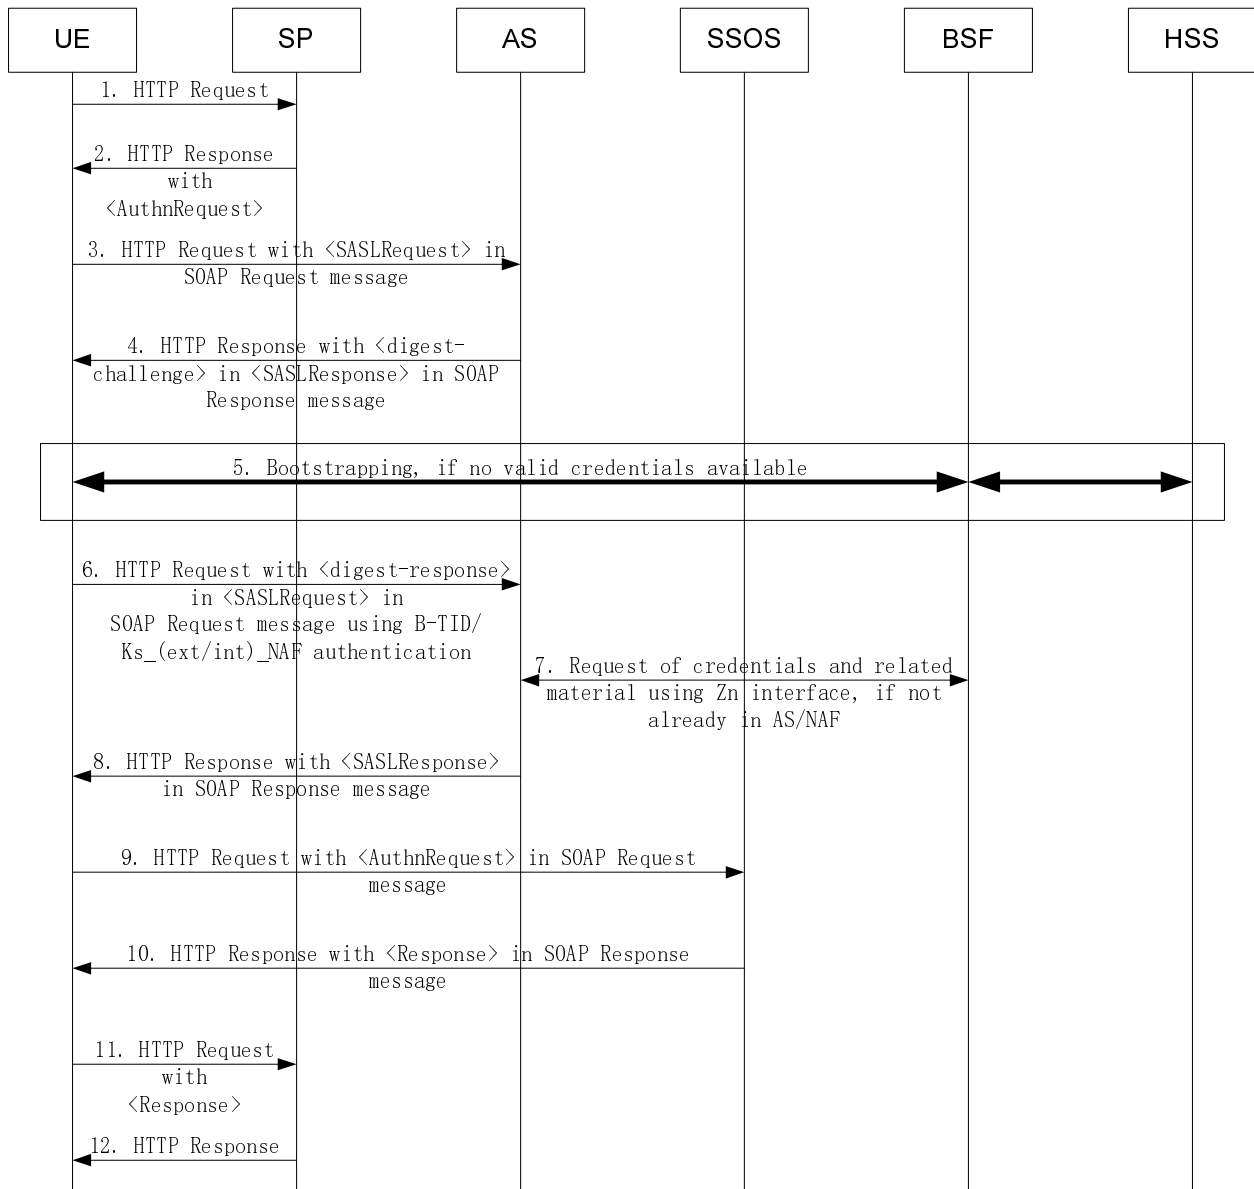 UE
SP
AS
SSOS
BSF
HSS
1. HTTP Request
2. HTTP Response
with
<AuthnRequest>
3. HTTP Request with <SASLRequest> in
SOAP Request message
4. HTTP Response with <digest-
challenge> in <SASLResponse> in SOAP
Response message
5. Bootstrapping, if no valid credentials available
6. HTTP Request with <digest-response>
in <SASLRequest> in
SOAP Request message using B-TID/
Ks_(ext/int)_NAF authentication
7. Request of credentials and related
material using Zn interface, if not
already in AS/NAF
8. HTTP Response with <SASLResponse>
in SOAP Response message
9. HTTP Request with <AuthnRequest> in SOAP Request
message
10. HTTP Response with <Response> in SOAP Response
message
11. HTTP Request
with
<Response>
12. HTTP Response